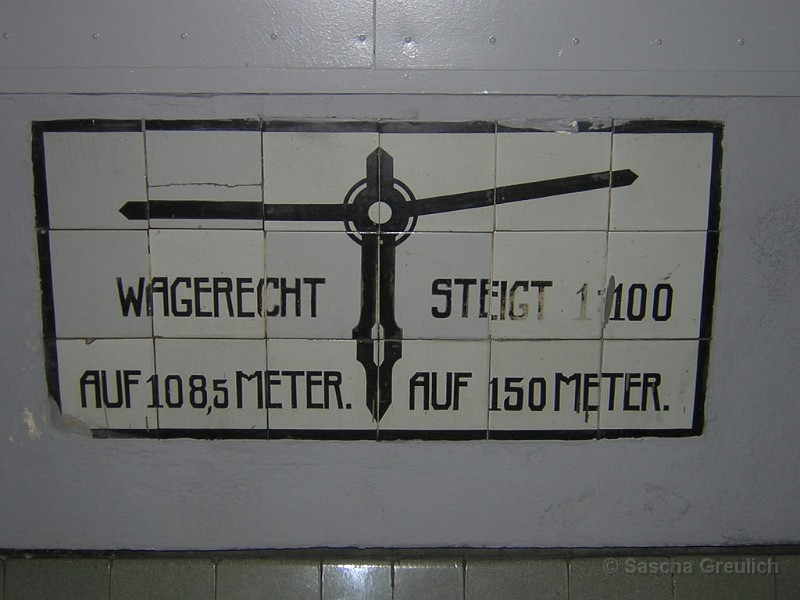 WAGERECHT
AUF 108,5 METER.
STEIGT 1:100
AUF 150 METER.
© Sascha Greulich